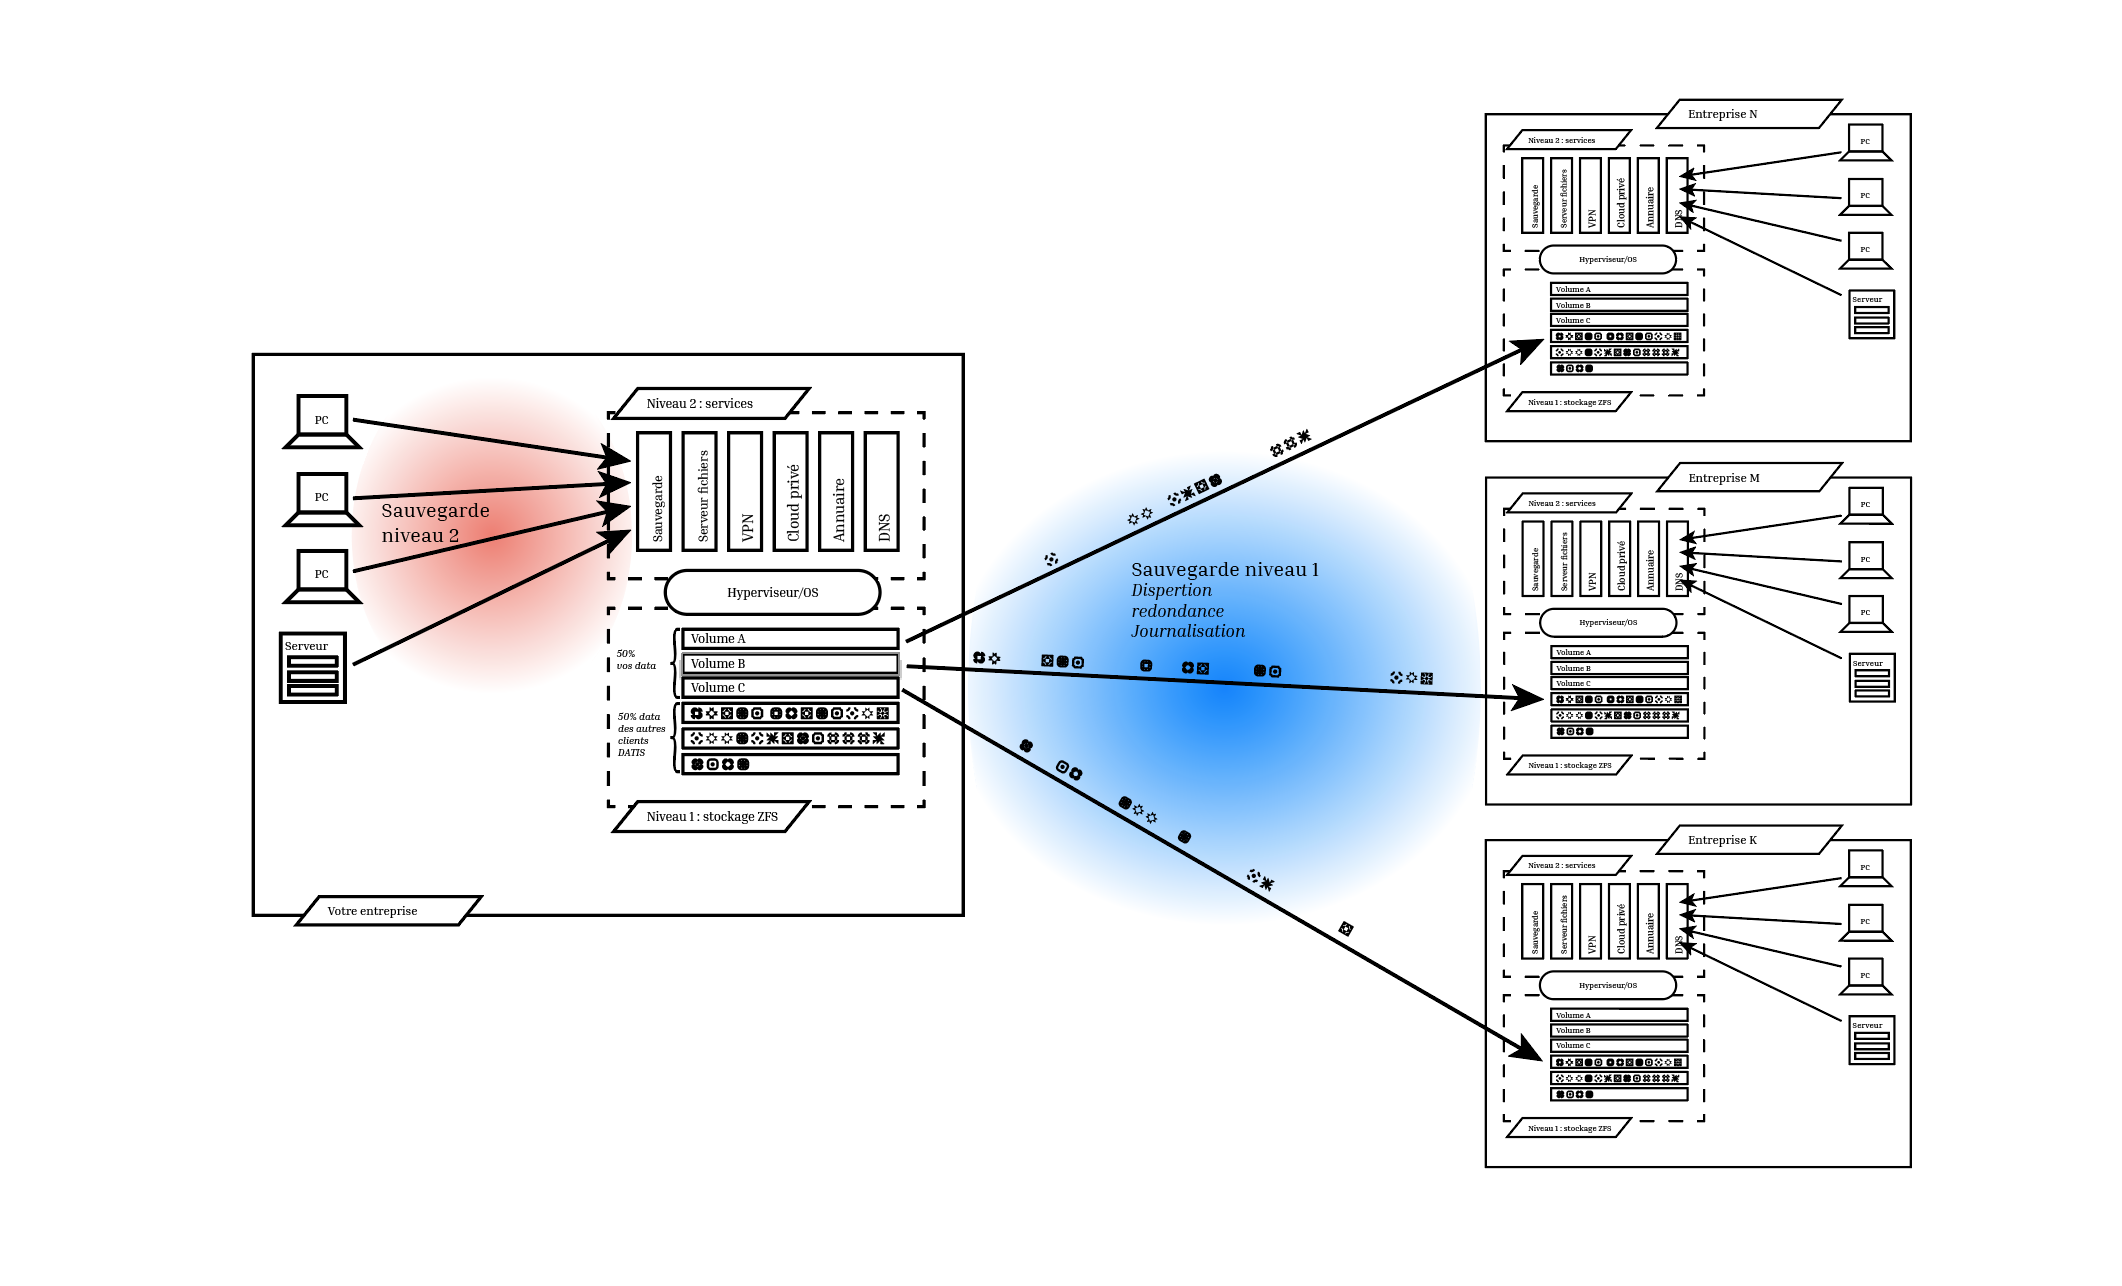 PC
PC
PC
Serveur
Sauvegarde
niveau 2
Niveau 2 : services
Sauvegarde
Serveur fichiers
VPN
Cloud privé
Annuaire
DNS
Hyperviseur/OS
50%
vos data
Volume A
Volume B
Volume C
50% data
des autres
clients
DATIS
Niveau 1 : stockage ZFS
Votre entreprise
Sauvegarde niveau 1
Dispertion
redondance
Journalisation
Entreprise N
Niveau 2 : services
Sauvegarde
Serveur fichiers
VPN
Cloud privé
Annuaire
DNS
Hyperviseur/OS
Volume A
Volume B
Volume C
Niveau 1 : stockage ZFS
PC
PC
PC
Serveur
Entreprise M
Niveau 2 : services
Sauvegarde
Serveur fichiers
VPN
Cloud privé
Annuaire
DNS
Hyperviseur/OS
Volume A
Volume B
Volume C
Niveau 1 : stockage ZFS
PC
PC
PC
Serveur
Entreprise K
Niveau 2 : services
Sauvegarde
Serveur fichiers
VPN
Cloud privé
Annuaire
DNS
Hyperviseur/OS
Volume A
Volume B
Volume C
Niveau 1 : stockage ZFS
PC
PC
PC
Serveur